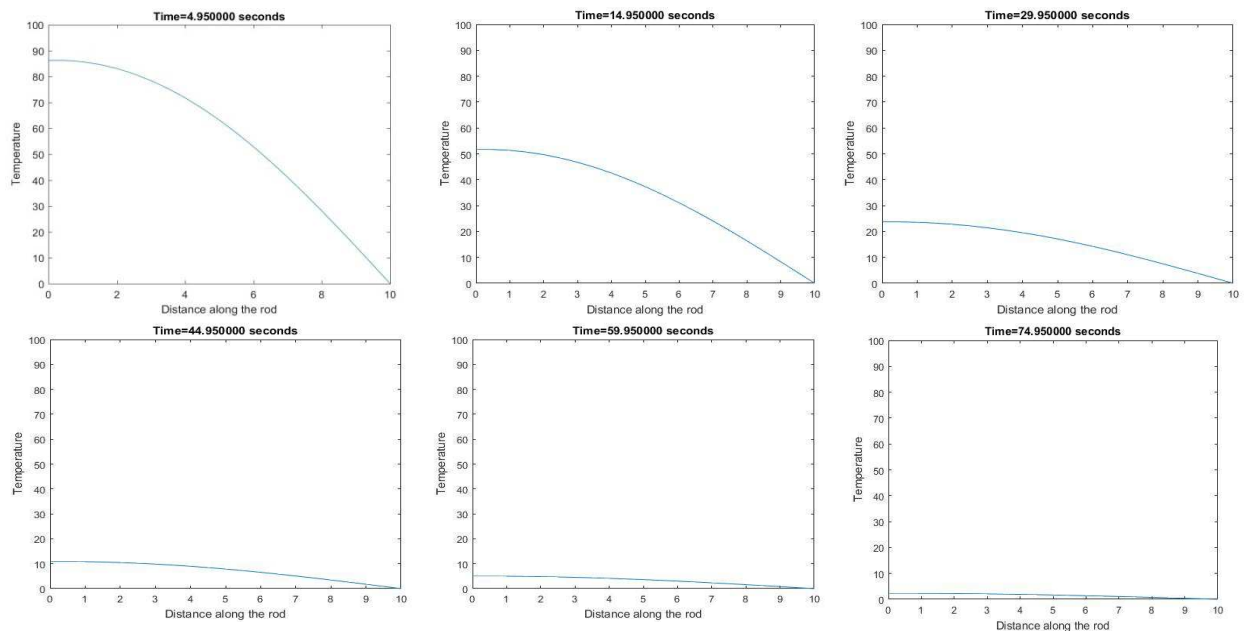 Time=4.950000 seconds
100
90
80
70
60
50
40
30
20
10
0
Temperature
0 2 4 6 8 10
Distance along the rod
Time=14.950000 seconds
100
90
80
70
60
50
40
30
20
10
0
Temperature
0 1 2 3 4 5 6 7 8 9 10
Distance along the rod
Time=29.950000 seconds
100
90
80
70
60
50
40
30
20
10
0
Temperature
0 1 2 3 4 5 6 7 8 9 10
Distance along the rod
Time=44.950000 seconds
100
90
80
70
60
50
40
30
20
10
0
Temperature
0 1 2 3 4 5 6 7 8 9 10
Distance along the rod
Time=59.950000 seconds
100
90
80
70
60
50
40
30
20
10
0
Temperature
0 1 2 3 4 5 6 7 8 9 10
Distance along the rod
Time=74.950000 seconds
100
90
80
70
60
50
40
30
20
10
0
Temperature
0 1 2 3 4 5 6 7 8 9 10
Distance along the rod